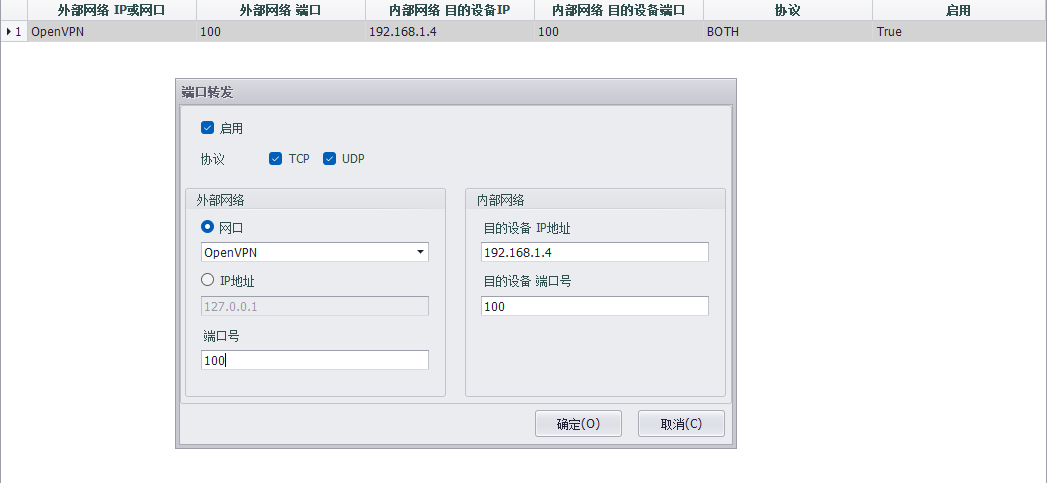 外部网络 IP或网口 外部网络 端口 内部网络 目的设备IP 内部网络 目的设备端口 协议 启用
1 OpenVPN 100 192.168.1.4 100 BOTH True
端口转发
启用
协议 TCP UDP
外部网络
网口
OpenVPN
IP地址
127.0.0.1
端口号
100
内部网络
目的设备 IP地址
192.168.1.4
目的设备 端口号
100
确定(O) 取消(C)